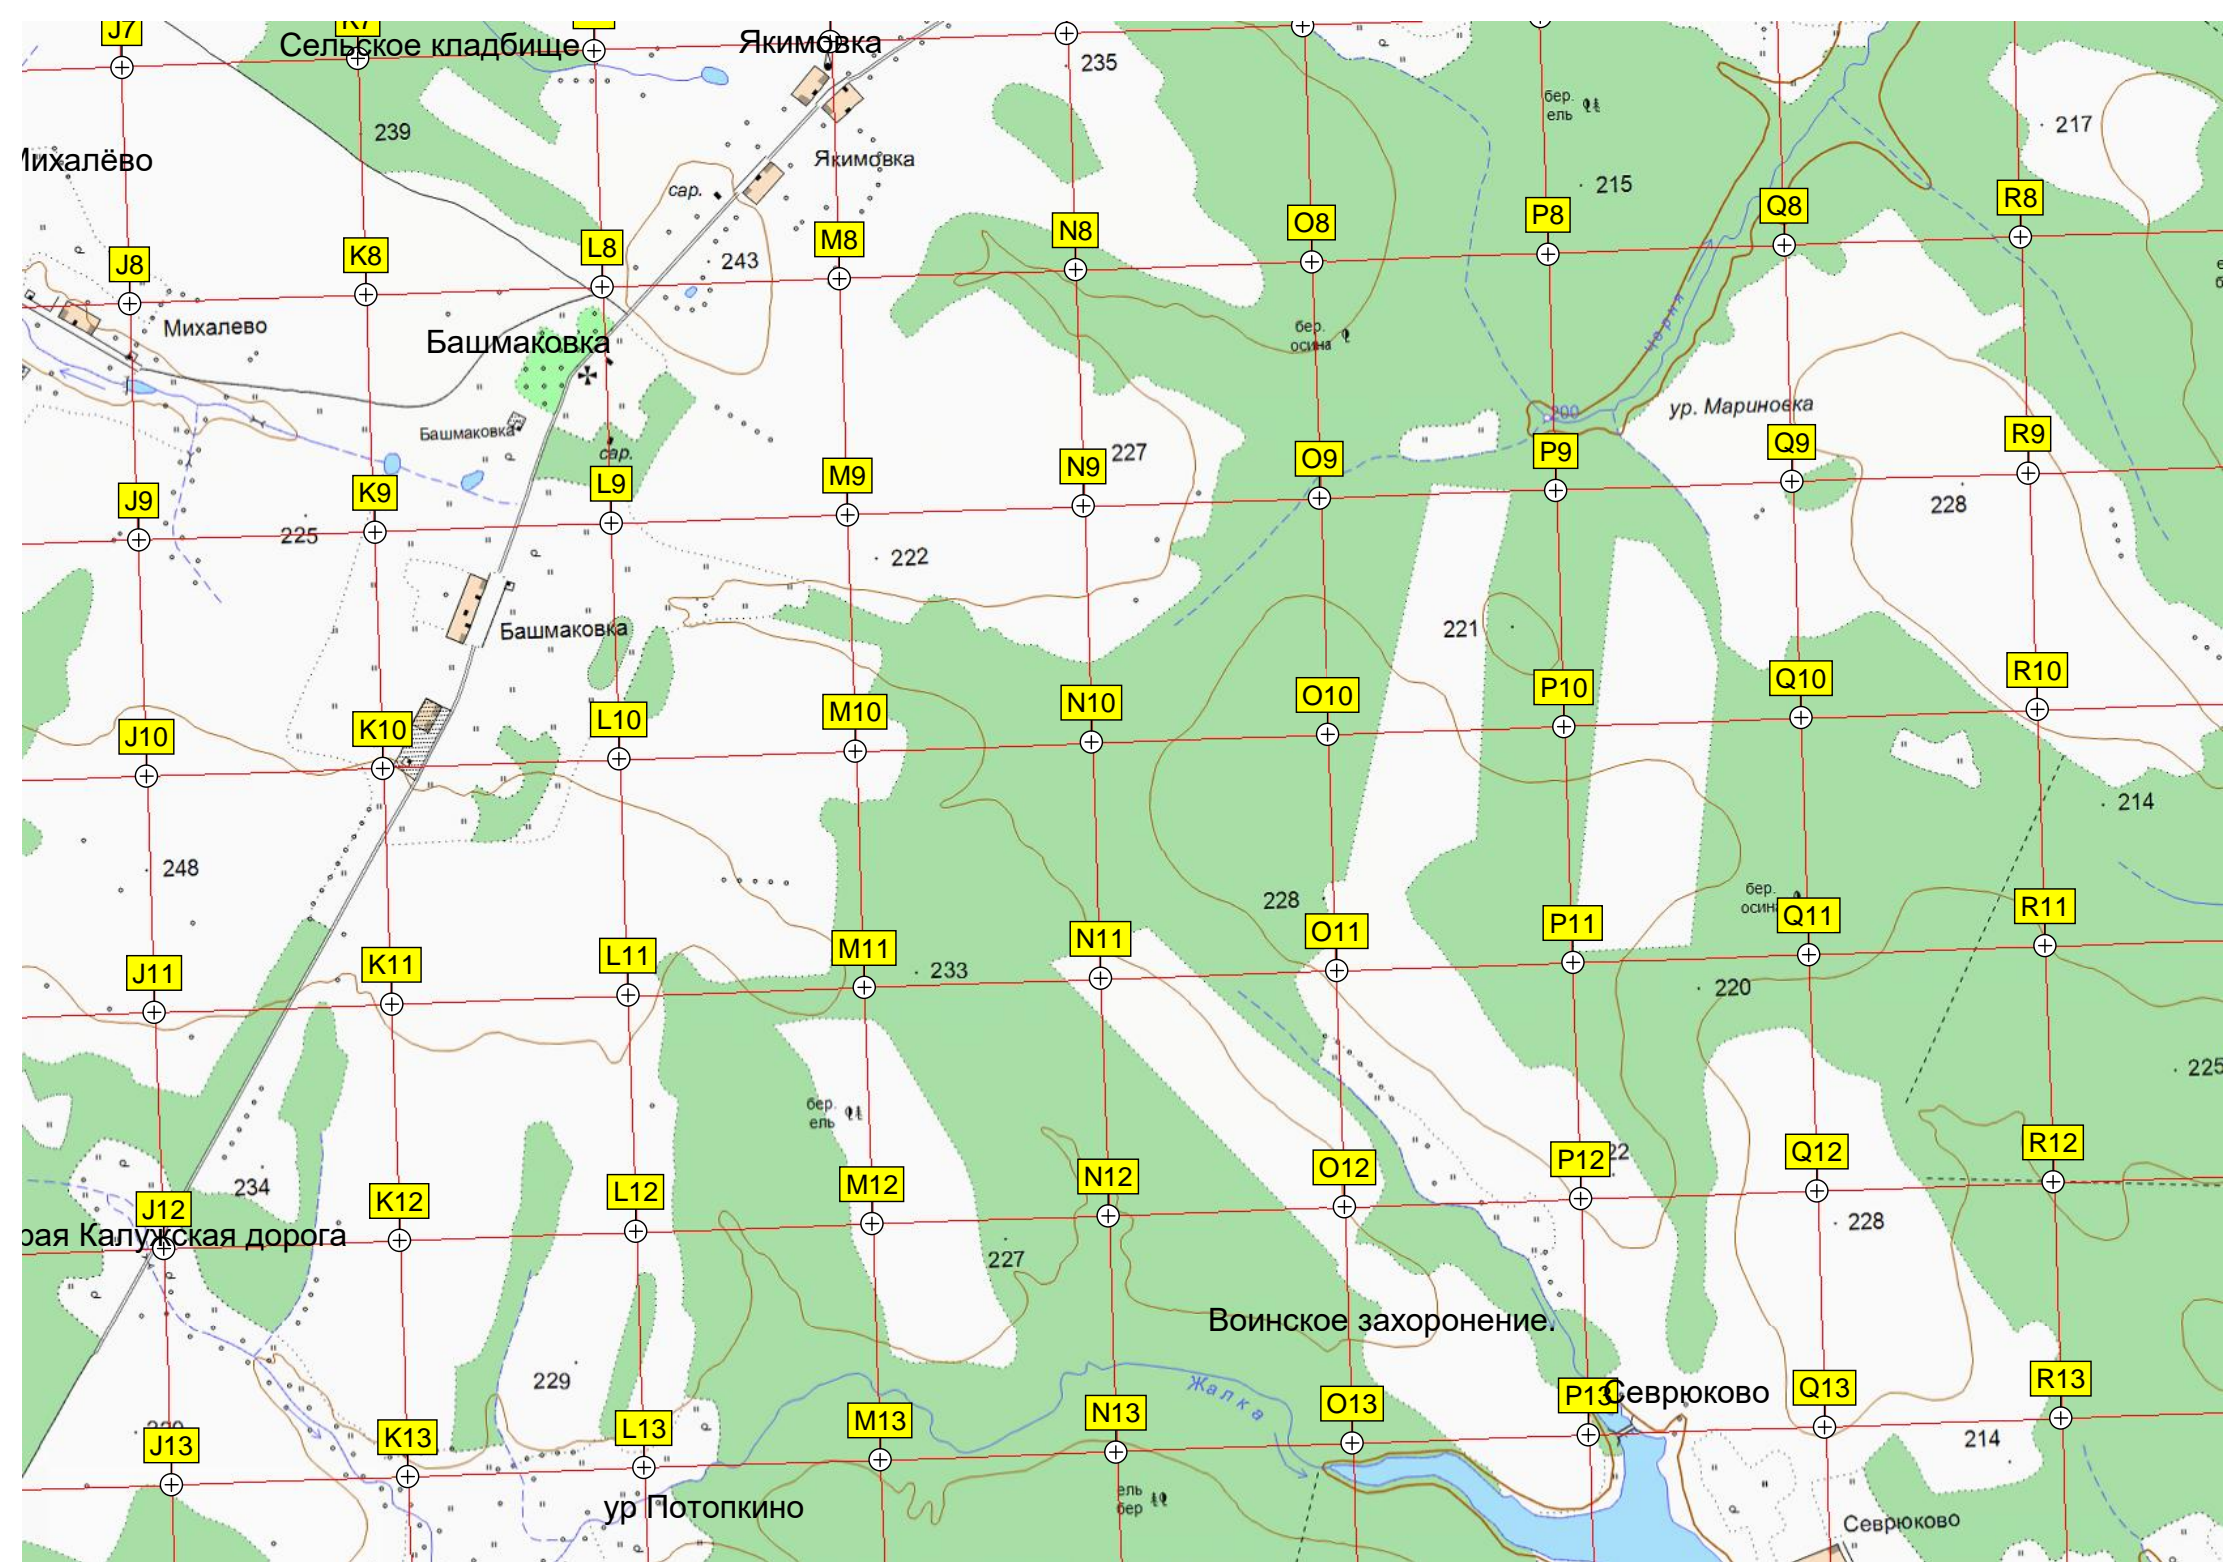 J7
K7
Сельское кладбище
Якимовка
235
бер.
ель
217
239
Михалёво
Якимовка
сар.
215
J8
K8
L8
243
M8
N8
O8
P8
Q8
R8
Михалево
Башмаковка
бер.
осина
Чорня
200
ур. Мариновка
Башмаковка
сар.
J9
K9
L9
M9
N9
227
O9
P9
Q9
R9
225
222
228
Башмаковка
221
J10
K10
L10
M10
N10
O10
P10
Q10
R10
248
214
228
бер.
J11
K11
L11
M11
233
N11
O11
P11
Q11
R11
220
225
бер.
ель
234
J12
K12
L12
M12
N12
O12
P12
Q12
R12
рая Калужская дорога
227
228
Воинское захоронение.
229
Жалка
Севрюково
J13
K13
L13
M13
N13
O13
P13
Q13
R13
214
ур Потопкино
ель
бер
Севрюково